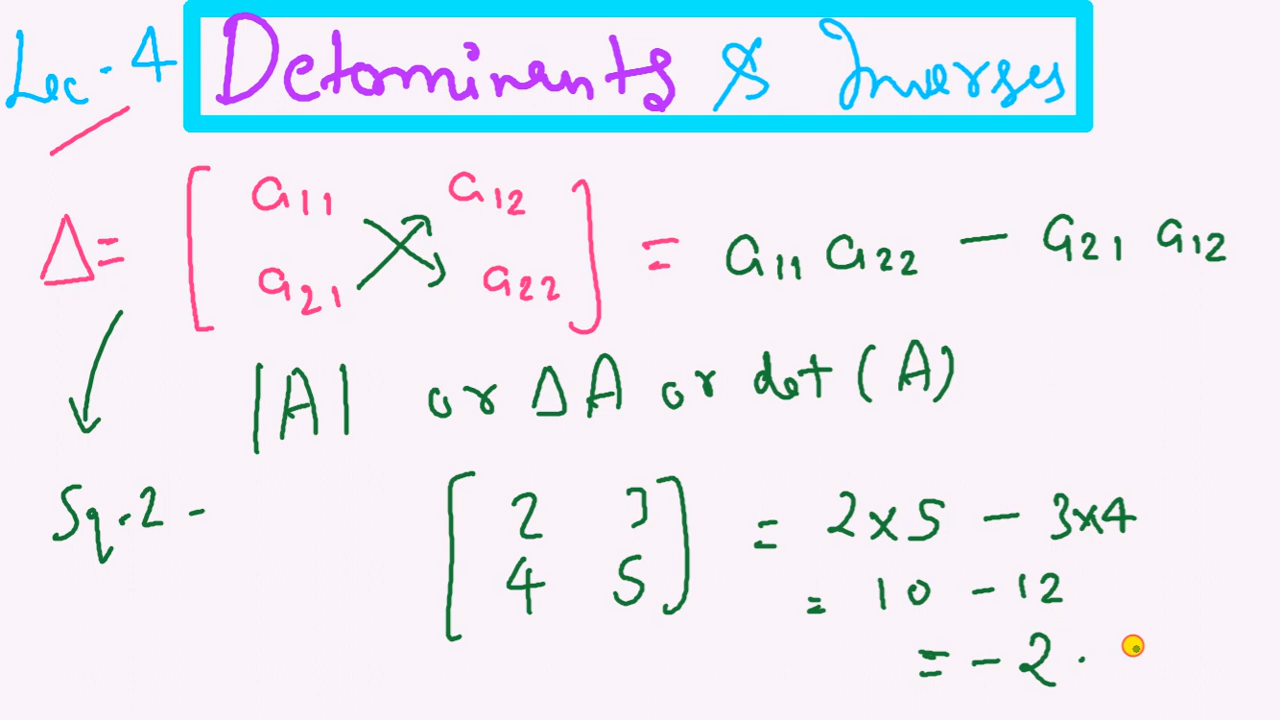 Lec-4 Detominants & Inverses
Δ = [ a11 a12
a21 a22 ] = a11 a22 - a21 a12
|A| or ΔA or det (A)
Sq.2 -
[ 2 3
4 5 ] = 2x5 - 3x4
= 10 - 12
= -2.